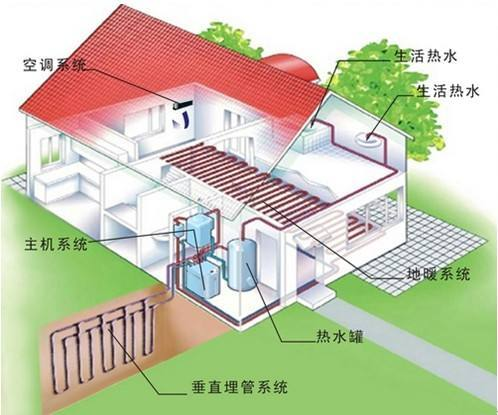 生活热水
空调系统
生活热水
主机系统
地暖系统
热水罐
垂直埋管系统